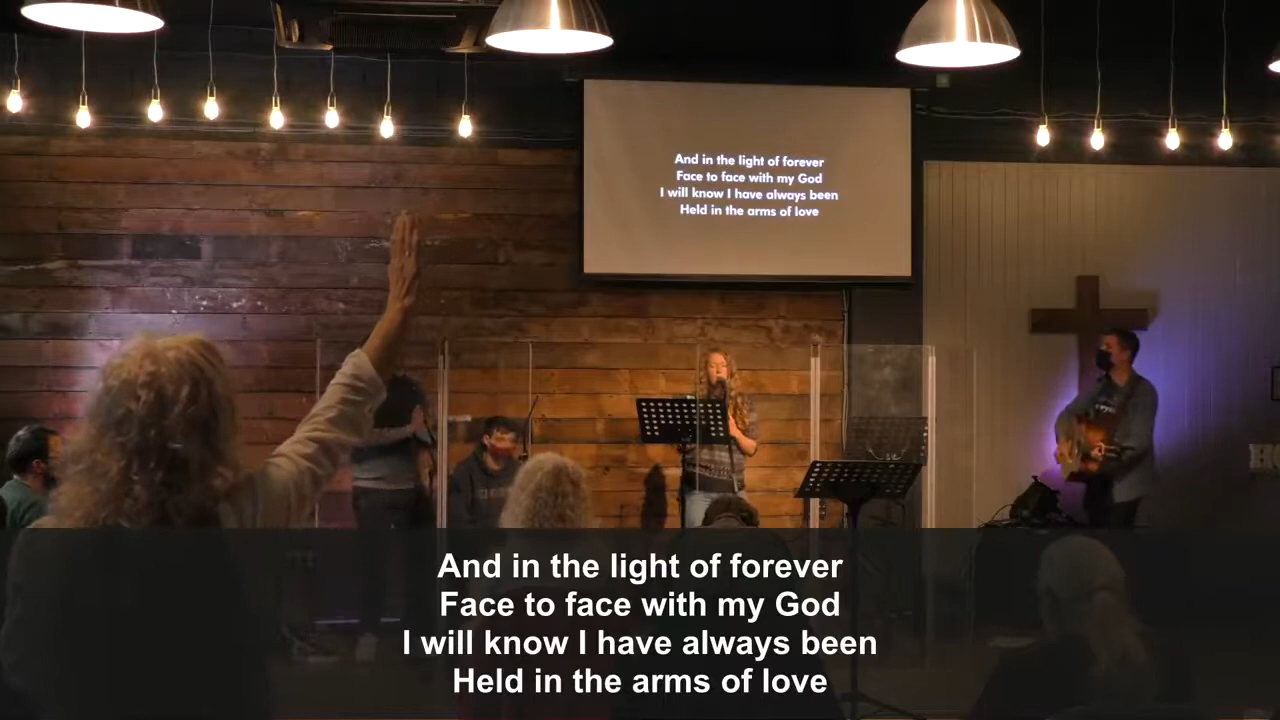 And in the light of forever
Face to face with my God
I will know I have always been
Held in the arms of love
And in the light of forever
Face to face with my God
I will know I have always been
Held in the arms of love